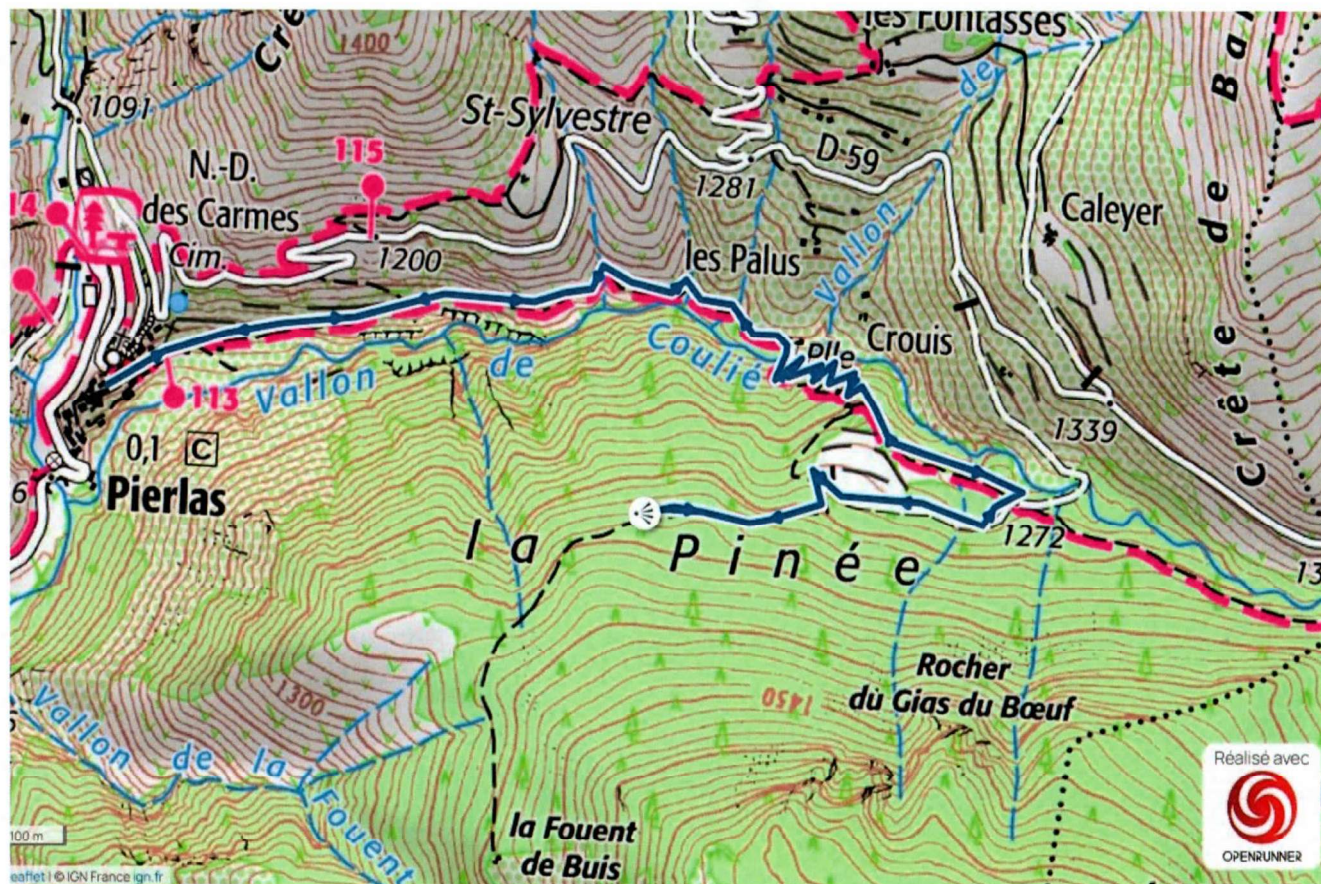 les Fontasses
1400
Cre
1091
St-Sylvestre
115
D 59
1281
N.-D.
des Carmes
Cim.
14
1200
Caleyer
les Palus
Vallon de
Crête de Ba
Crouis
Plle
Vallon de Coulié
113
1339
0,1 C
6
Pierlas
la Pinée
1272
13
Rocher
du Gias du Bœuf
1450
1300
Vallon de la Fouent
la Fouent
de Buis
100 m
eaflet | © IGN France ign.fr
Réalisé avec
OPENRUNNER